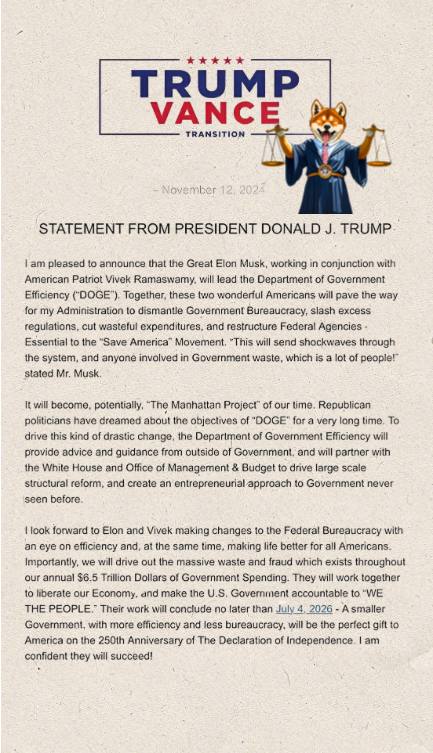 TRUMP
VANCE
TRANSITION
- November 12, 2024
STATEMENT FROM PRESIDENT DONALD J. TRUMP
I am pleased to announce that the Great Elon Musk, working in conjunction with
American Patriot Vivek Ramaswamy, will lead the Department of Government
Efficiency (“DOGE”). Together, these two wonderful Americans will pave the way
for my Administration to dismantle Government Bureaucracy, slash excess
regulations, cut wasteful expenditures, and restructure Federal Agencies -
Essential to the “Save America” Movement. “This will send shockwaves through
the system, and anyone involved in Government waste, which is a lot of people!”
stated Mr. Musk.
It will become, potentially, “The Manhattan Project” of our time. Republican
politicians have dreamed about the objectives of “DOGE” for a very long time. To
drive this kind of drastic change, the Department of Government Efficiency will
provide advice and guidance from outside of Government, and will partner with
the White House and Office of Management & Budget to drive large scale
structural reform, and create an entrepreneurial approach to Government never
seen before.
I look forward to Elon and Vivek making changes to the Federal Bureaucracy with
an eye on efficiency and, at the same time, making life better for all Americans.
Importantly, we will drive out the massive waste and fraud which exists throughout
our annual $6.5 Trillion Dollars of Government Spending. They will work together
to liberate our Economy, and make the U.S. Government accountable to “WE
THE PEOPLE.” Their work will conclude no later than July 4, 2026 - A smaller
Government, with more efficiency and less bureaucracy, will be the perfect gift to
America on the 250th Anniversary of The Declaration of Independence. I am
confident they will succeed!